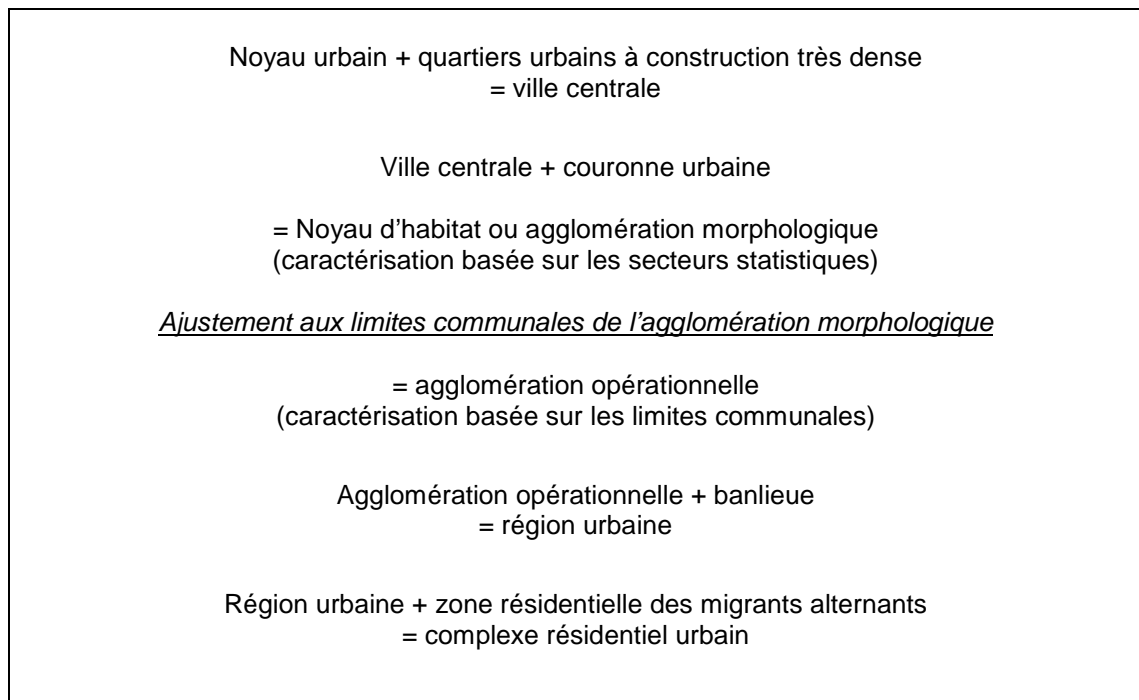 Noyau urbain + quartiers urbains à construction très dense
= ville centrale
Ville centrale + couronne urbaine
= Noyau d'habitat ou agglomération morphologique
(caractérisation basée sur les secteurs statistiques)
Ajustement aux limites communales de l'agglomération morphologique
= agglomération opérationnelle
(caractérisation basée sur les limites communales)
Agglomération opérationnelle + banlieue
= région urbaine
Région urbaine + zone résidentielle des migrants alternants
= complexe résidentiel urbain